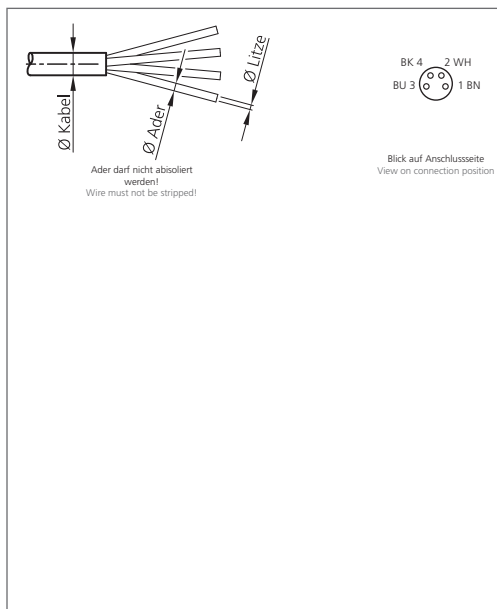 Ø Kabel
Ø Ader
Ø Litze
Ader darf nicht abisoliert
werden!
Wire must not be stripped!
BK 4 2 WH
BU 3 1 BN
Blick auf Anschlussseite
View on connection position